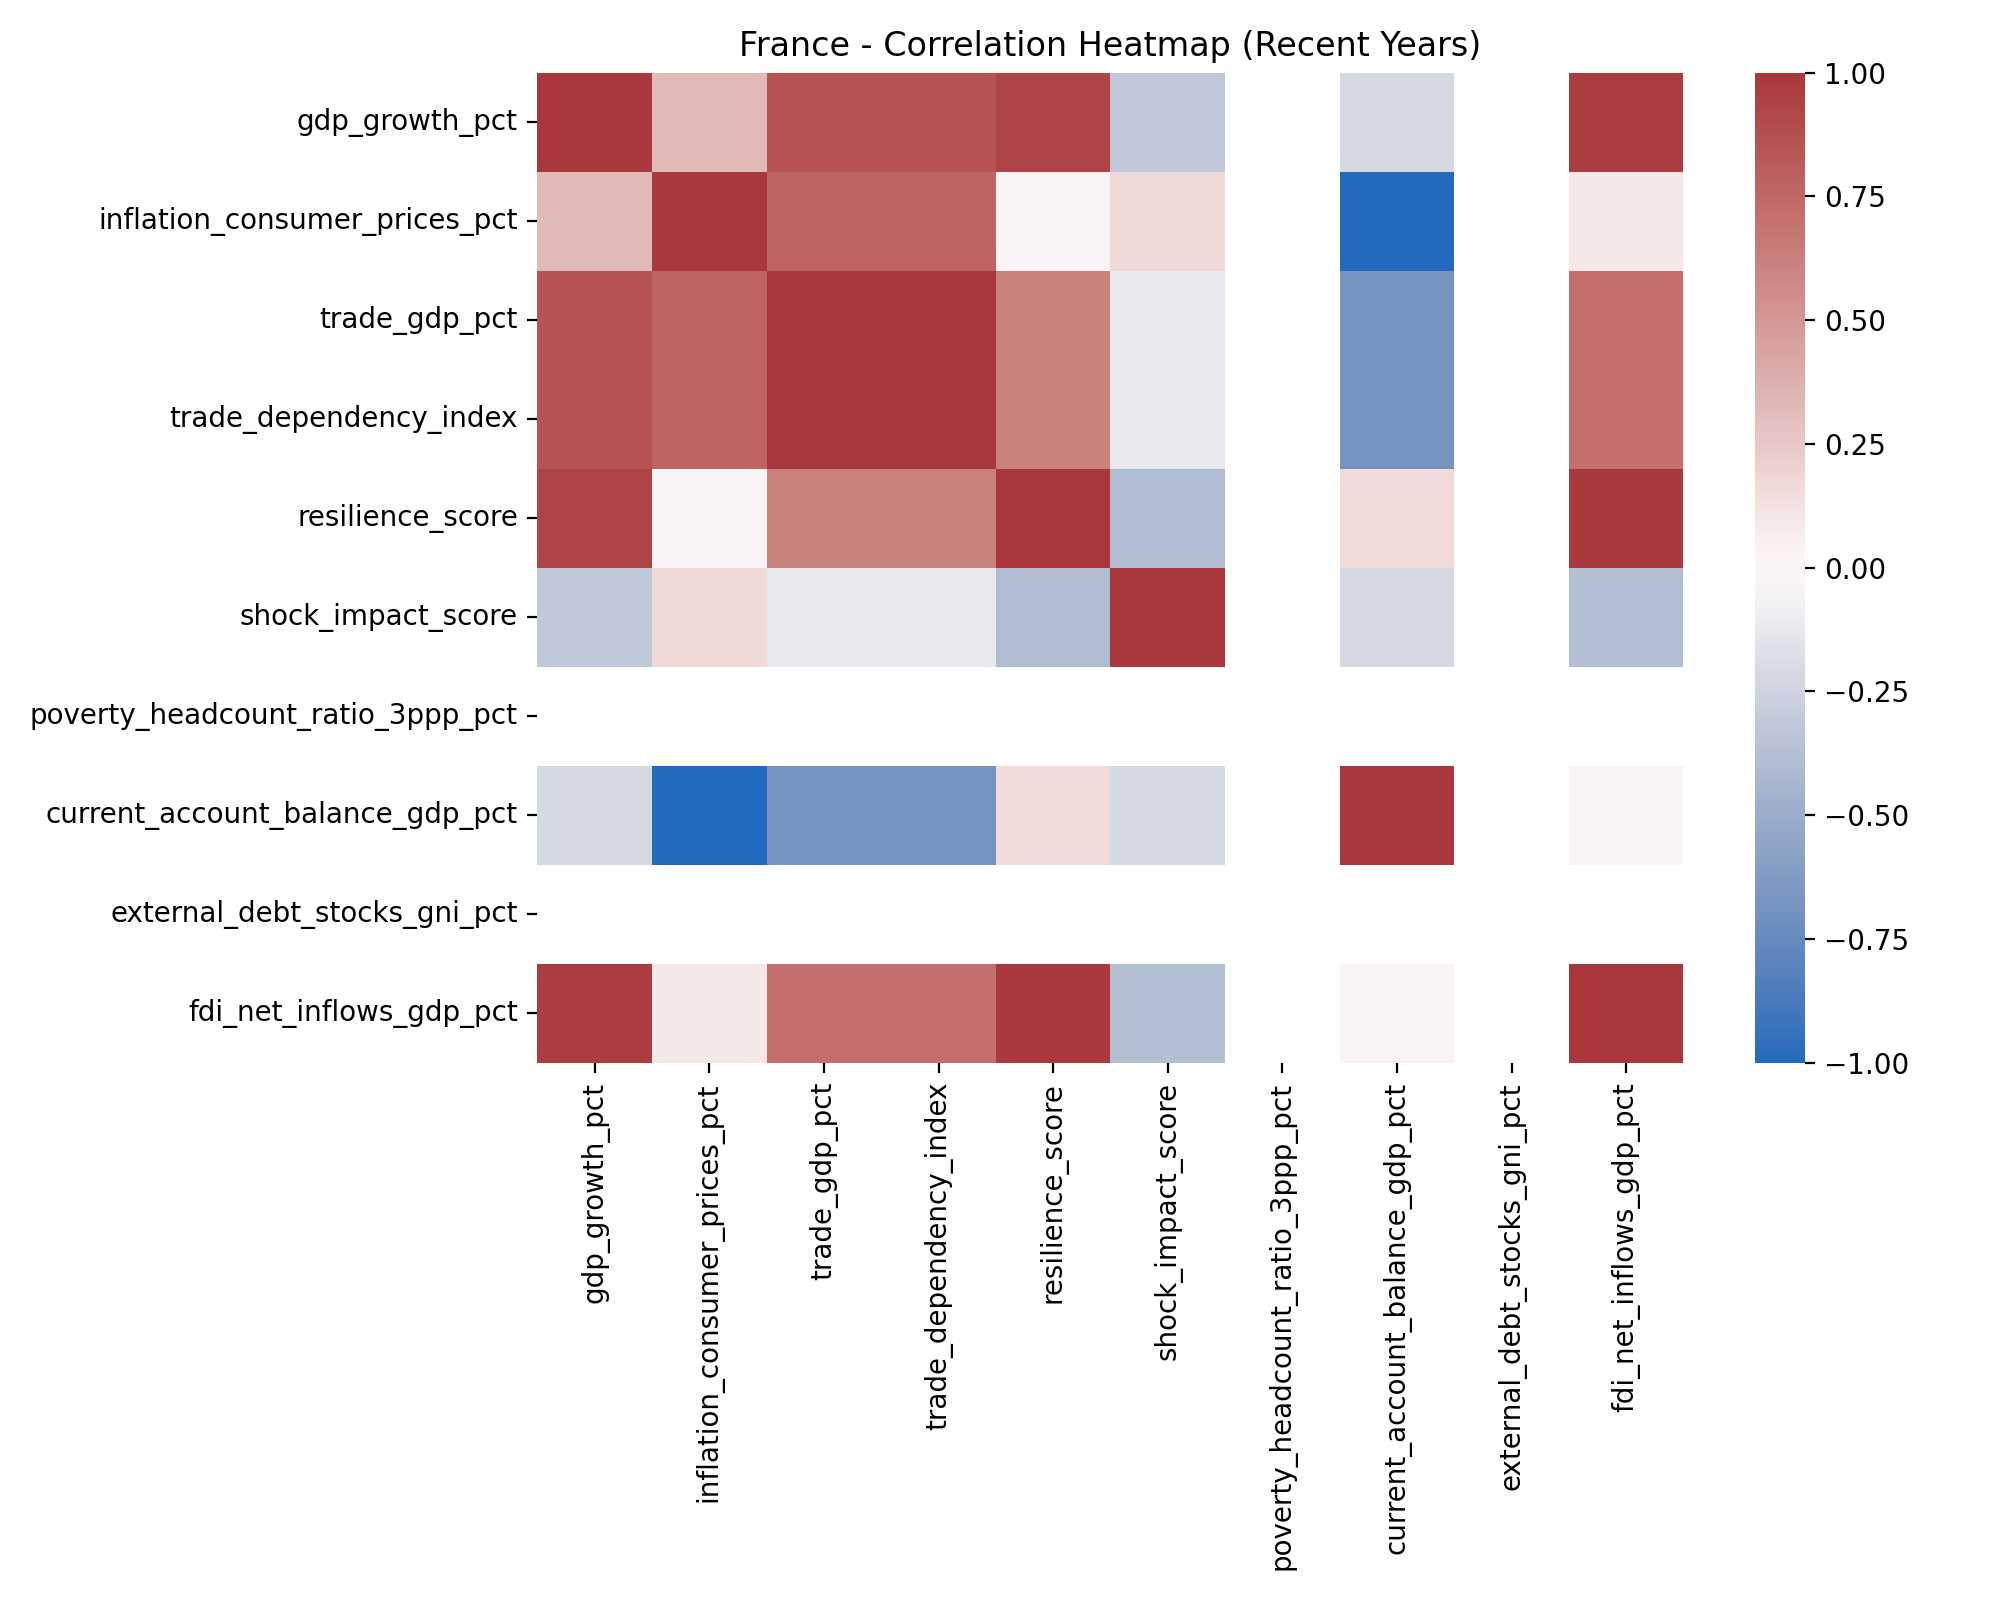 France - Correlation Heatmap (Recent Years)
gdp_growth_pct
inflation_consumer_prices_pct
trade_gdp_pct
trade_dependency_index
resilience_score
shock_impact_score
poverty_headcount_ratio_3ppp_pct
current_account_balance_gdp_pct
external_debt_stocks_gni_pct
fdi_net_inflows_gdp_pct
gdp_growth_pct
inflation_consumer_prices_pct
trade_gdp_pct
trade_dependency_index
resilience_score
shock_impact_score
poverty_headcount_ratio_3ppp_pct
current_account_balance_gdp_pct
external_debt_stocks_gni_pct
fdi_net_inflows_gdp_pct
1.00
0.75
0.50
0.25
0.00
−0.25
−0.50
−0.75
−1.00